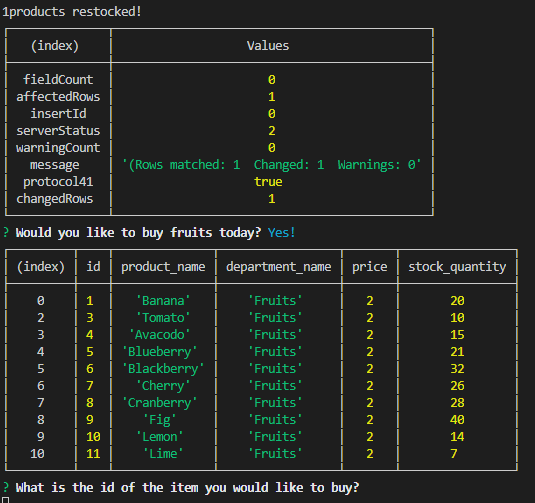 1products restocked!
(index) Values
fieldCount 0
affectedRows 1
insertId 0
serverStatus 2
warningCount 0
message '(Rows matched: 1 Changed: 1 Warnings: 0'
protocol41 true
changedRows 1
? Would you like to buy fruits today? Yes!
(index) id product_name department_name price stock_quantity
0 1 'Banana' 'Fruits' 2 20
2 3 'Tomato' 'Fruits' 2 10
3 4 'Avacodo' 'Fruits' 2 15
4 5 'Blueberry' 'Fruits' 2 21
5 6 'Blackberry' 'Fruits' 2 32
6 7 'Cherry' 'Fruits' 2 26
7 8 'Cranberry' 'Fruits' 2 28
8 9 'Fig' 'Fruits' 2 40
9 10 'Lemon' 'Fruits' 2 14
10 11 'Lime' 'Fruits' 2 7
? What is the id of the item you would like to buy?